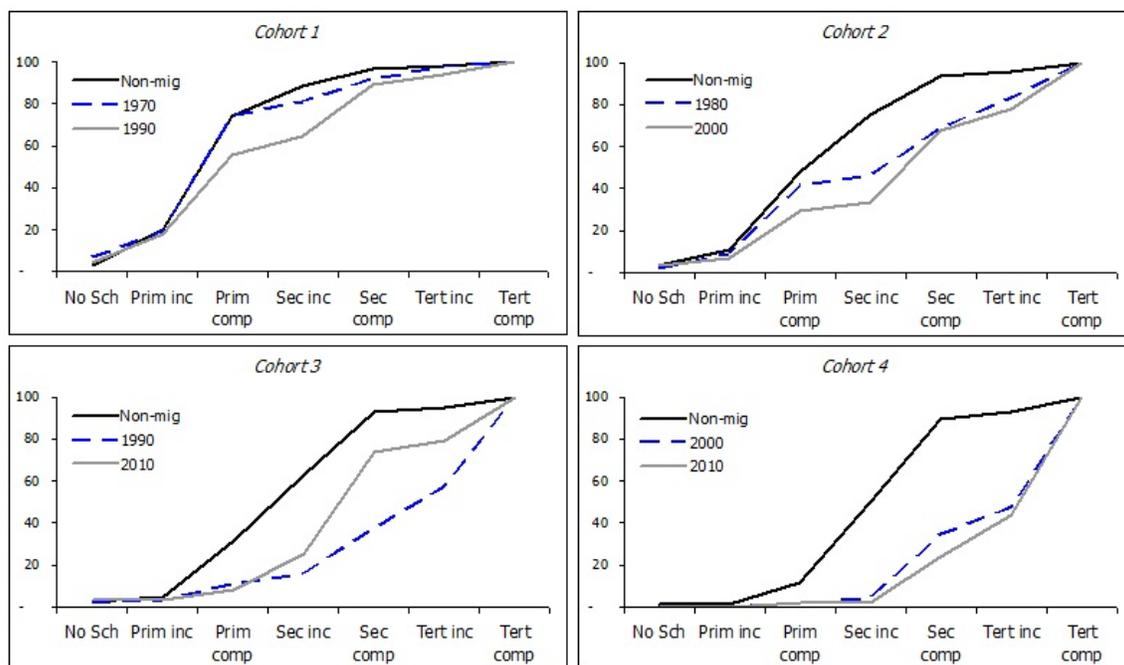 Cohort 1
100
80
60
40
20
-
Non-mig
1970
1990
No Sch Prim inc Prim comp Sec inc Sec comp Tert inc Tert comp
Cohort 2
100
80
60
40
20
-
Non-mig
1980
2000
No Sch Prim inc Prim comp Sec inc Sec comp Tert inc Tert comp
Cohort 3
100
80
60
40
20
-
Non-mig
1990
2010
No Sch Prim inc Prim comp Sec inc Sec comp Tert inc Tert comp
Cohort 4
100
80
60
40
20
-
Non-mig
2000
2010
No Sch Prim inc Prim comp Sec inc Sec comp Tert inc Tert comp